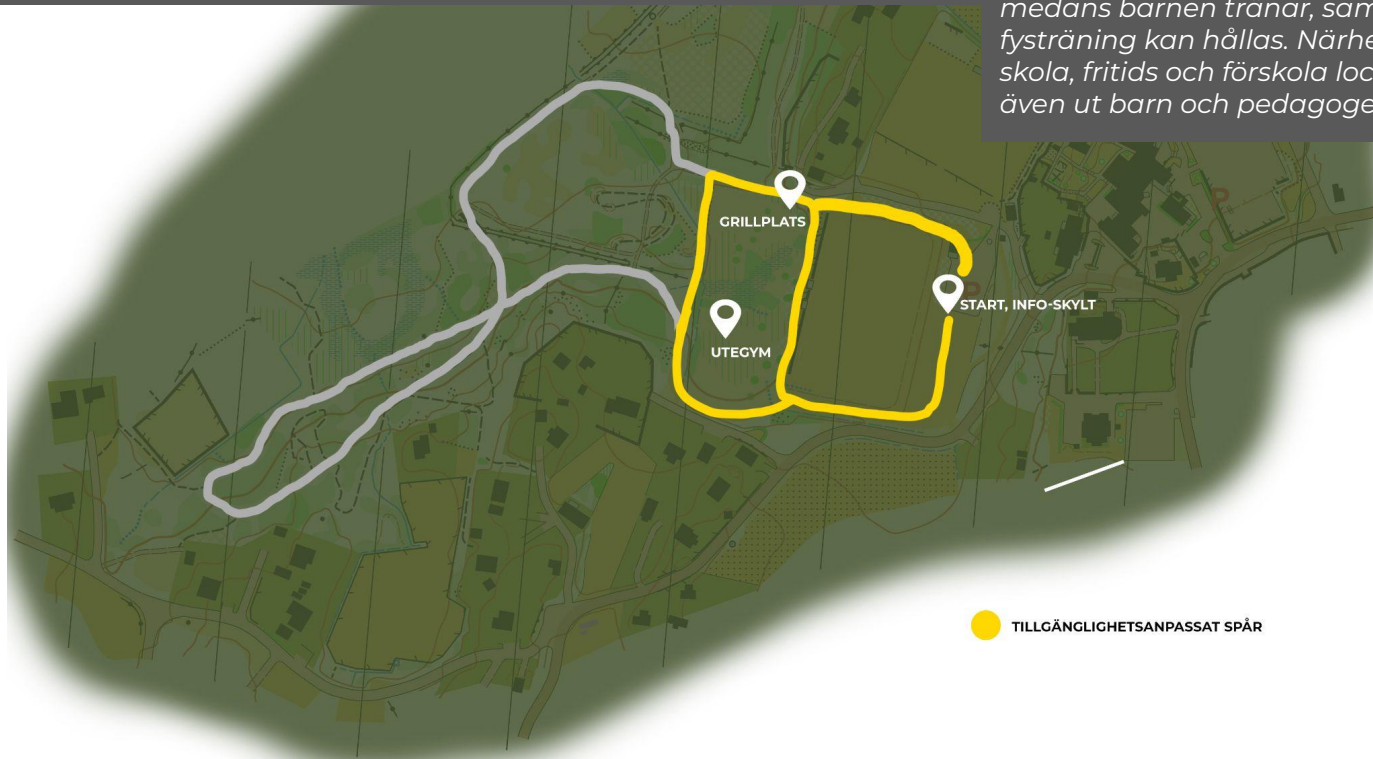 medans barnen tränar, sam
fysträning kan hållas. Närhe
skola, fritids och förskola loc
även ut barn och pedagoge
P
GRILLPLATS
P
START, INFO-SKYLT
UTEGYM
TILLGÄNGLIGHETSANPASSAT SPÅR